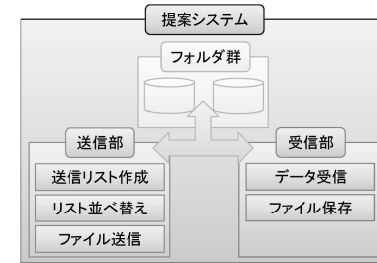 提案システム
フォルダ群
送信部
送信リスト作成
リスト並べ替え
ファイル送信
受信部
データ受信
ファイル保存